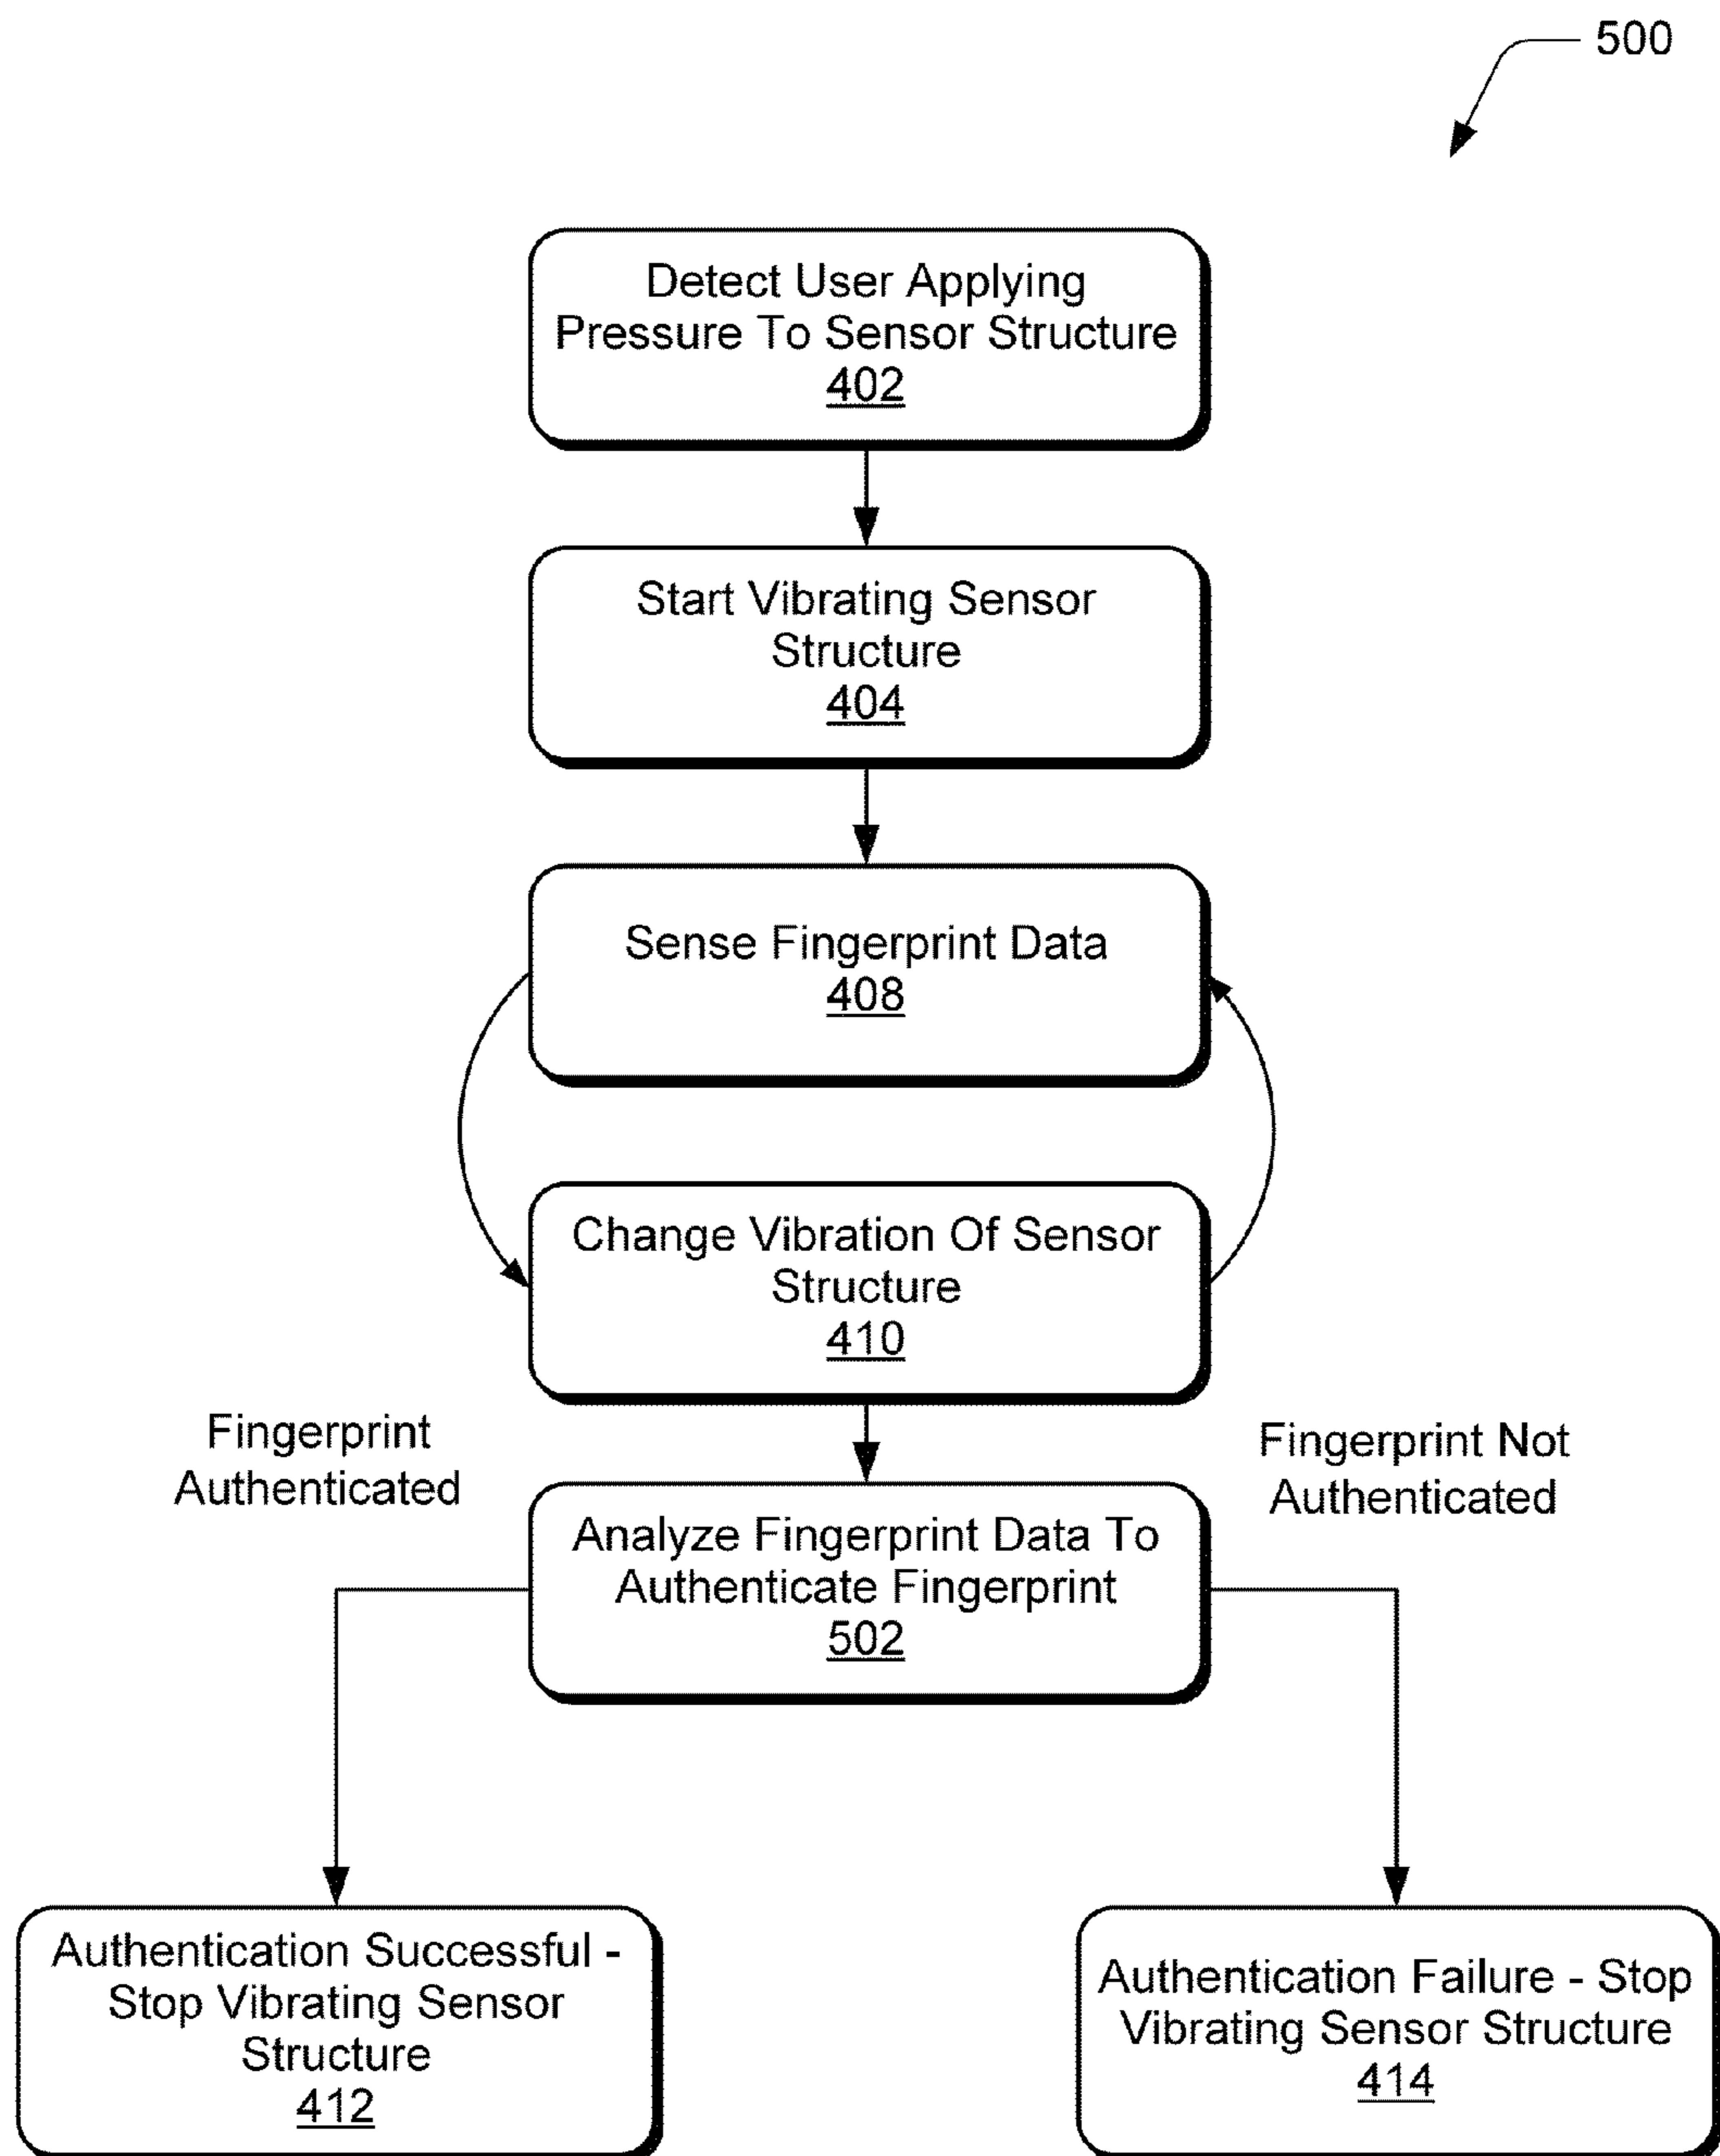 500
Detect User Applying
Pressure To Sensor Structure
402
Start Vibrating Sensor
Structure
404
Sense Fingerprint Data
408
Change Vibration Of Sensor
Structure
410
Fingerprint
Authenticated
Fingerprint Not
Authenticated
Analyze Fingerprint Data To
Authenticate Fingerprint
502
Authentication Successful -
Stop Vibrating Sensor
Structure
412
Authentication Failure - Stop
Vibrating Sensor Structure
414